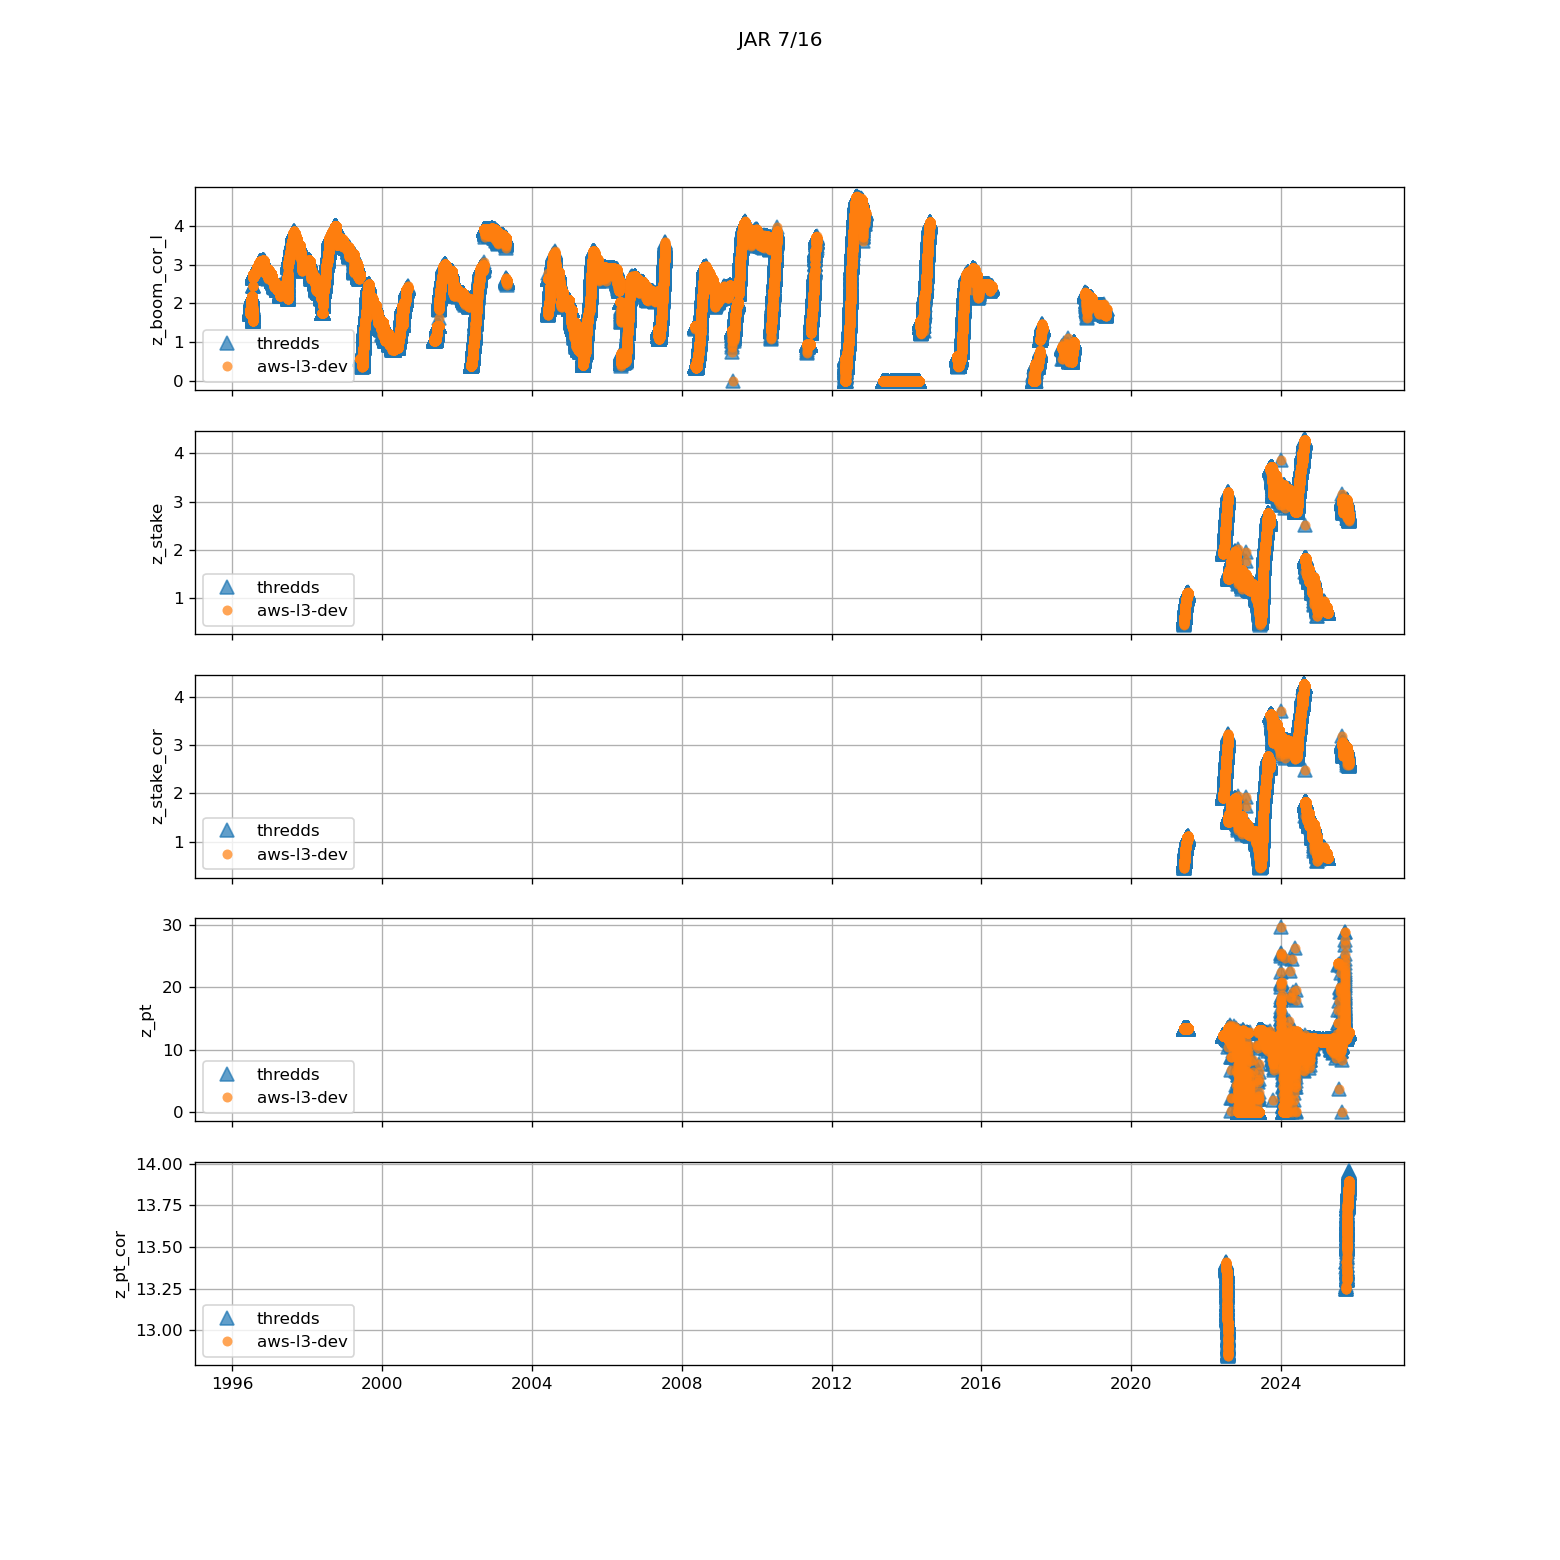 JAR 7/16
z_boom_cor_l
4
3
2
1
0
thredds
aws-l3-dev
z_stake
4
3
2
1
thredds
aws-l3-dev
z_stake_cor
4
3
2
1
thredds
aws-l3-dev
z_pt
30
20
10
0
thredds
aws-l3-dev
z_pt_cor
14.00
13.75
13.50
13.25
13.00
thredds
aws-l3-dev
1996 2000 2004 2008 2012 2016 2020 2024